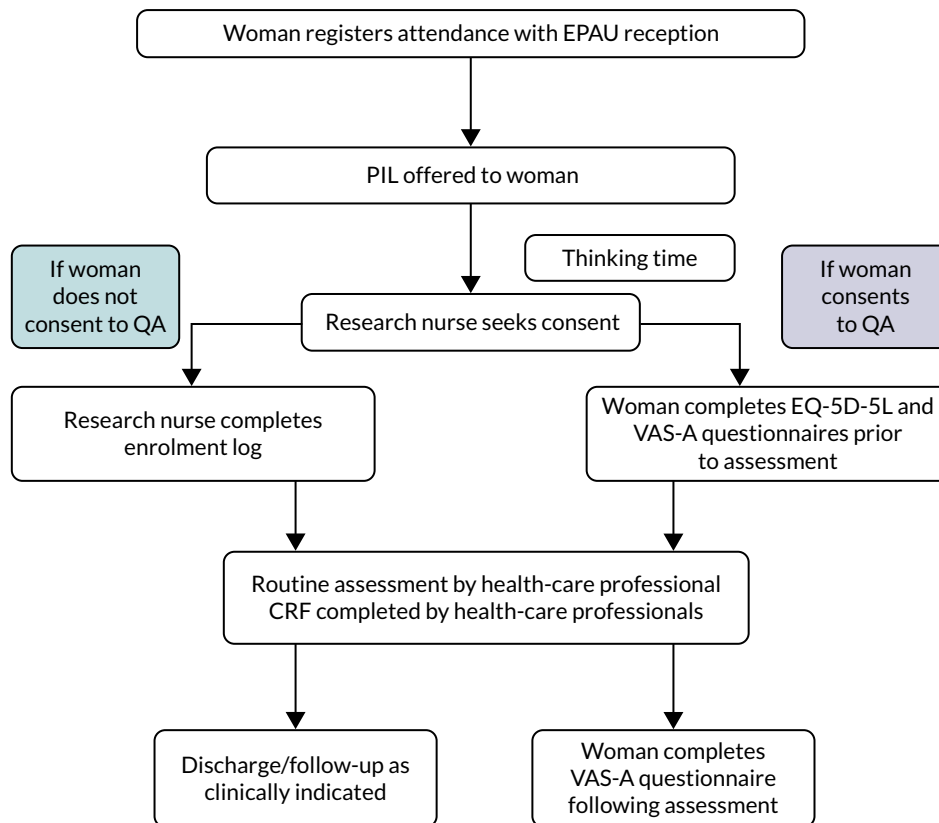 Woman registers attendance with EPAU reception
PIL offered to woman
Thinking time
If woman
does not
consent to QA
If woman
consents
to QA
Research nurse seeks consent
Research nurse completes
enrolment log
Woman completes EQ-5D-5L and
VAS-A questionnaires prior
to assessment
Routine assessment by health-care professional
CRF completed by health-care professionals
Discharge/follow-up as
clinically indicated
Woman completes
VAS-A questionnaire
following assessment